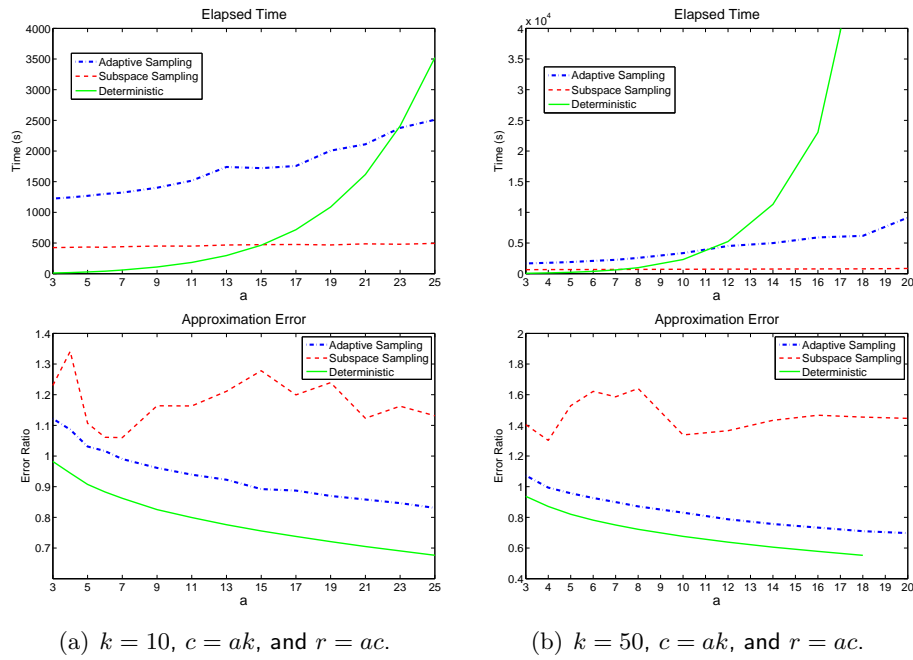 Elapsed Time
4000
3500
3000
2500
2000
1500
1000
500
0
Time (s)
Adaptive Sampling
Subspace Sampling
Deterministic
3 5 7 9 11 13 15 17 19 21 23 25
a
Elapsed Time
x 10^4
4
3.5
3
2.5
2
1.5
1
0.5
0
Time (s)
Adaptive Sampling
Subspace Sampling
Deterministic
3 4 5 6 7 8 9 10 11 12 13 14 15 16 16 18 19 20
a
Approximation Error
1.4
1.3
1.2
1.1
1
0.9
0.8
0.7
Error Ratio
Adaptive Sampling
Subspace Sampling
Deterministic
3 5 7 9 11 13 15 17 19 21 23 25
a
Approximation Error
2
1.8
1.6
1.4
1.2
1
0.8
0.6
0.4
Error Ratio
Adaptive Sampling
Subspace Sampling
Deterministic
3 4 5 6 7 8 9 10 11 12 13 14 15 16 17 18 19 20
a
(a) k = 10, c = ak, and r = ac.
(b) k = 50, c = ak, and r = ac.